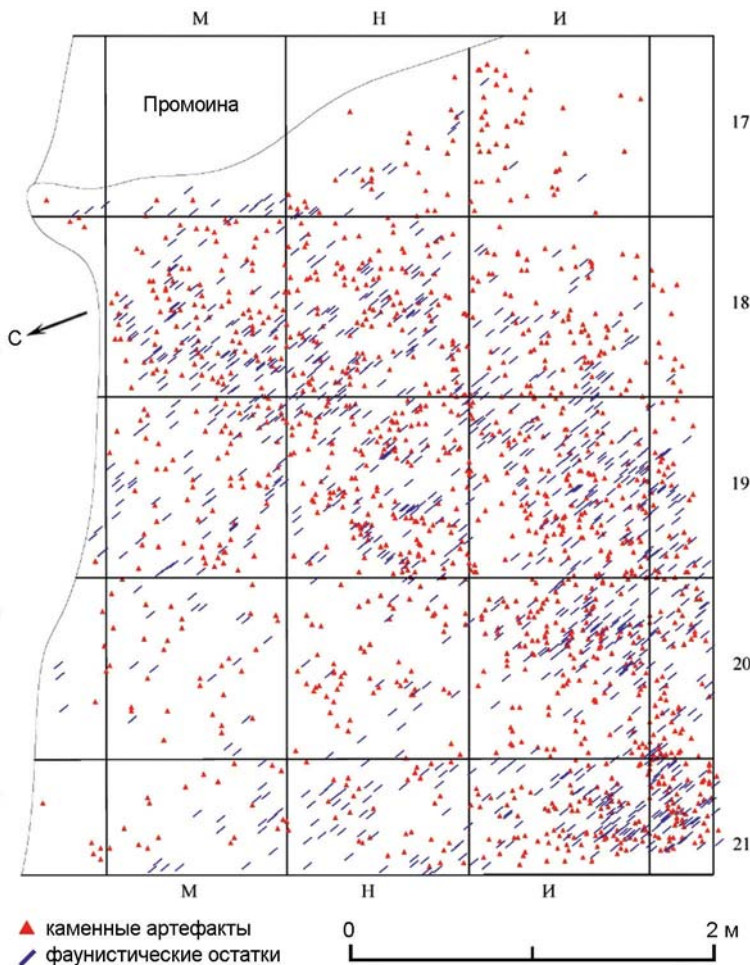 М Н И
Промоина
17
18
С
19
20
21
М Н И
каменные артефакты
фаунистические остатки
0 2 м